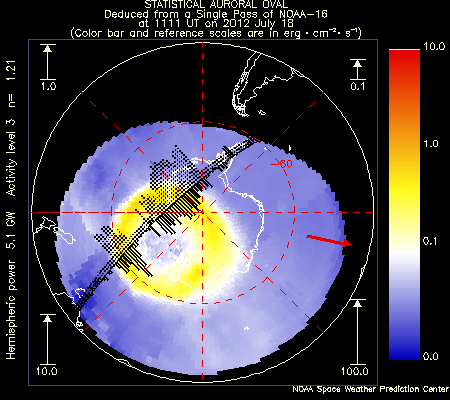 STATISTICAL AURORAL OVAL
Deduced from a Single Pass of NOAA-16
at 1111 UT on 2012 July 18
(Color bar and reference scales are in erg · cm⁻² · s⁻¹)
1.0
0.1
10.0
1.0
0.1
0.0
-60
Hemispheric power 5.1 GW Activity level 3 n= 1.21
10.0
100.0
NOAA Space Weather Prediction Center